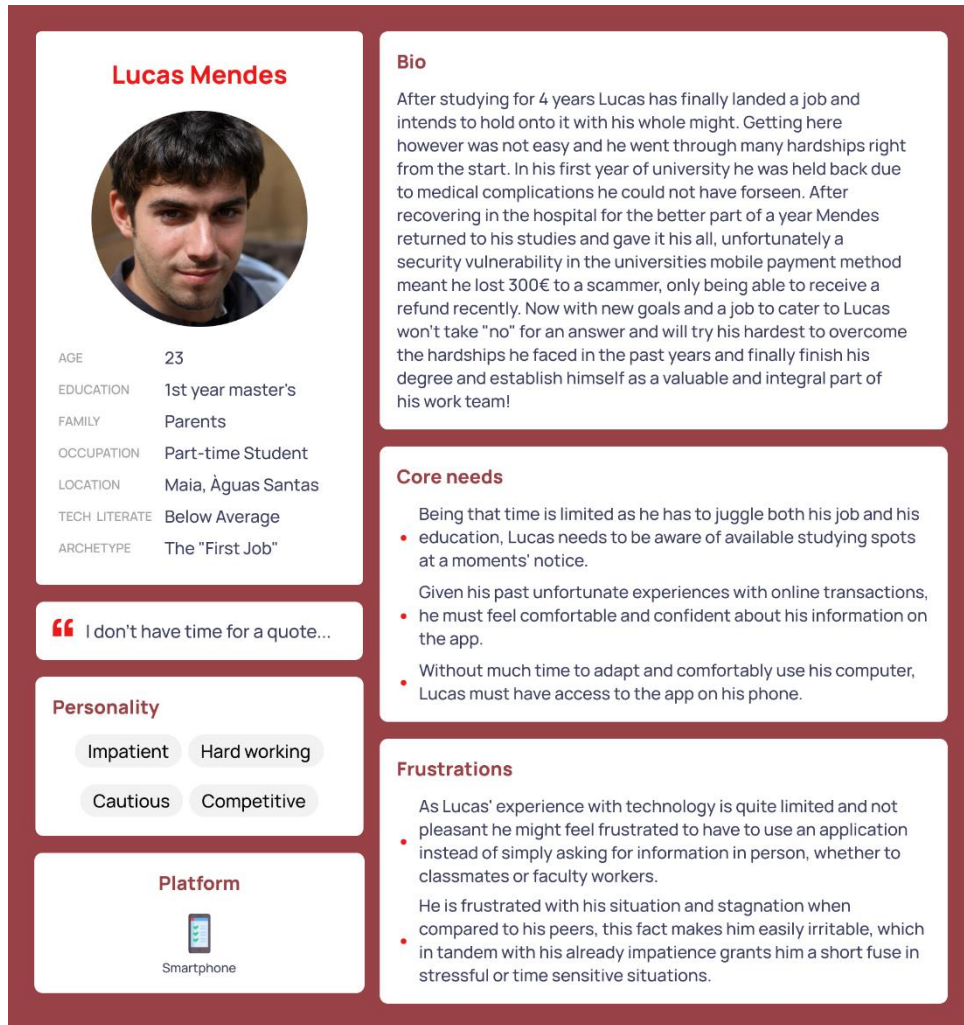 Lucas Mendes
AGE 23
EDUCATION 1st year master's
FAMILY Parents
OCCUPATION Part-time Student
LOCATION Maia, Àguas Santas
TECH LITERATE Below Average
ARCHETYPE The "First Job"
“ I don't have time for a quote...
Personality
Impatient Hard working
Cautious Competitive
Platform
Smartphone
Bio
After studying for 4 years Lucas has finally landed a job and
intends to hold onto it with his whole might. Getting here
however was not easy and he went through many hardships right
from the start. In his first year of university he was held back due
to medical complications he could not have forseen. After
recovering in the hospital for the better part of a year Mendes
returned to his studies and gave it his all, unfortunately a
security vulnerability in the universities mobile payment method
meant he lost 300€ to a scammer, only being able to receive a
refund recently. Now with new goals and a job to cater to Lucas
won't take "no" for an answer and will try his hardest to overcome
the hardships he faced in the past years and finally finish his
degree and establish himself as a valuable and integral part of
his work team!
Core needs
Being that time is limited as he has to juggle both his job and his
• education, Lucas needs to be aware of available studying spots
at a moments' notice.
Given his past unfortunate experiences with online transactions,
• he must feel comfortable and confident about his information on
the app.
Without much time to adapt and comfortably use his computer,
• Lucas must have access to the app on his phone.
Frustrations
As Lucas' experience with technology is quite limited and not
pleasant he might feel frustrated to have to use an application
• instead of simply asking for information in person, whether to
classmates or faculty workers.
He is frustrated with his situation and stagnation when
• compared to his peers, this fact makes him easily irritable, which
in tandem with his already impatience grants him a short fuse in
stressful or time sensitive situations.